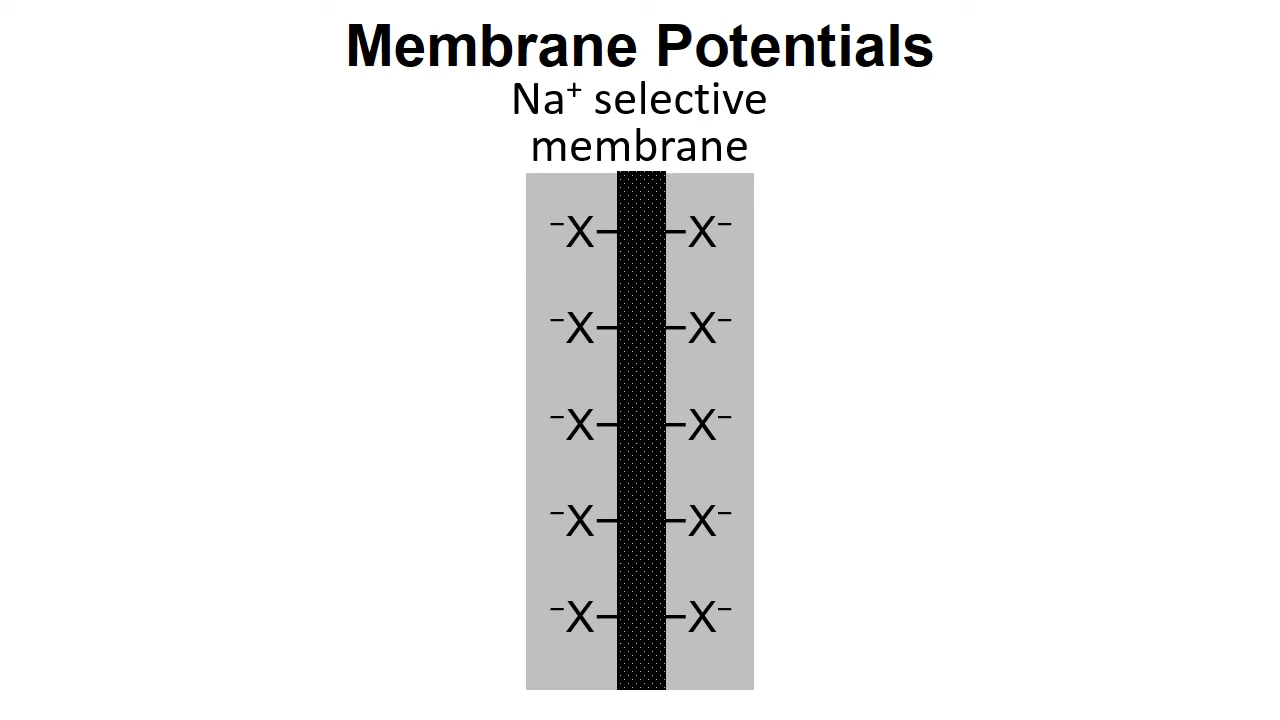 Membrane Potentials
Na⁺ selective
membrane
⁻X X⁻
⁻X X⁻
⁻X X⁻
⁻X X⁻
⁻X X⁻